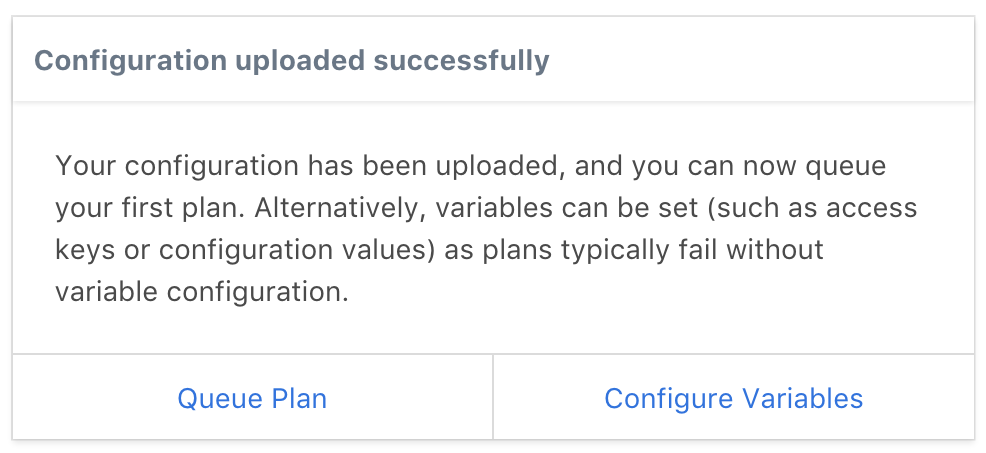 Configuration uploaded successfully
Your configuration has been uploaded, and you can now queue
your first plan. Alternatively, variables can be set (such as access
keys or configuration values) as plans typically fail without
variable configuration.
Queue Plan
Configure Variables